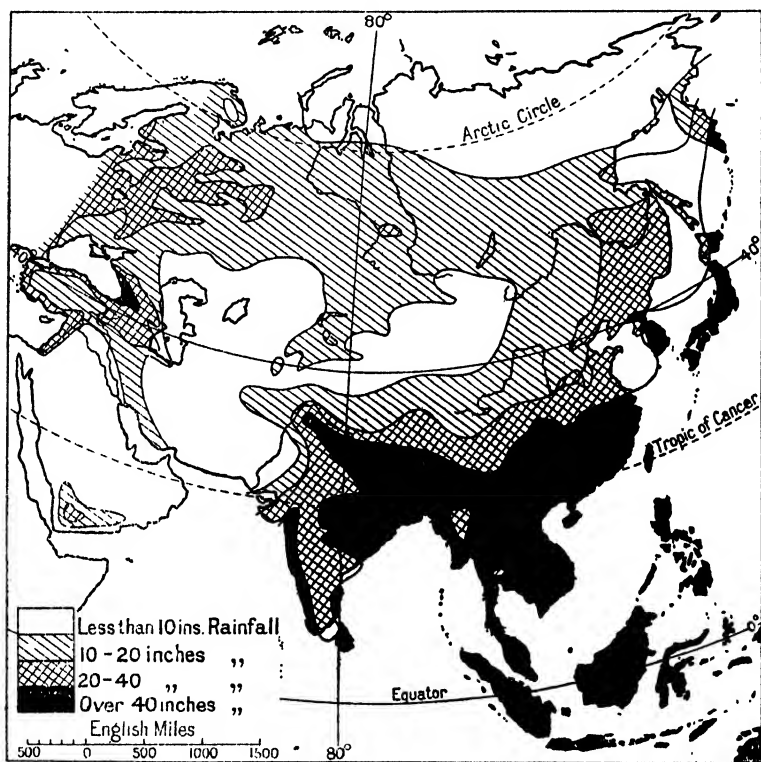 80°
Arctic Circle
40°
40°
Tropic of Cancer
Less than 10 ins. Rainfall
10-20 inches „
20-40 „ „
Over 40 inches „
English Miles
500 0 500 1000 1500
Equator
0°
80°